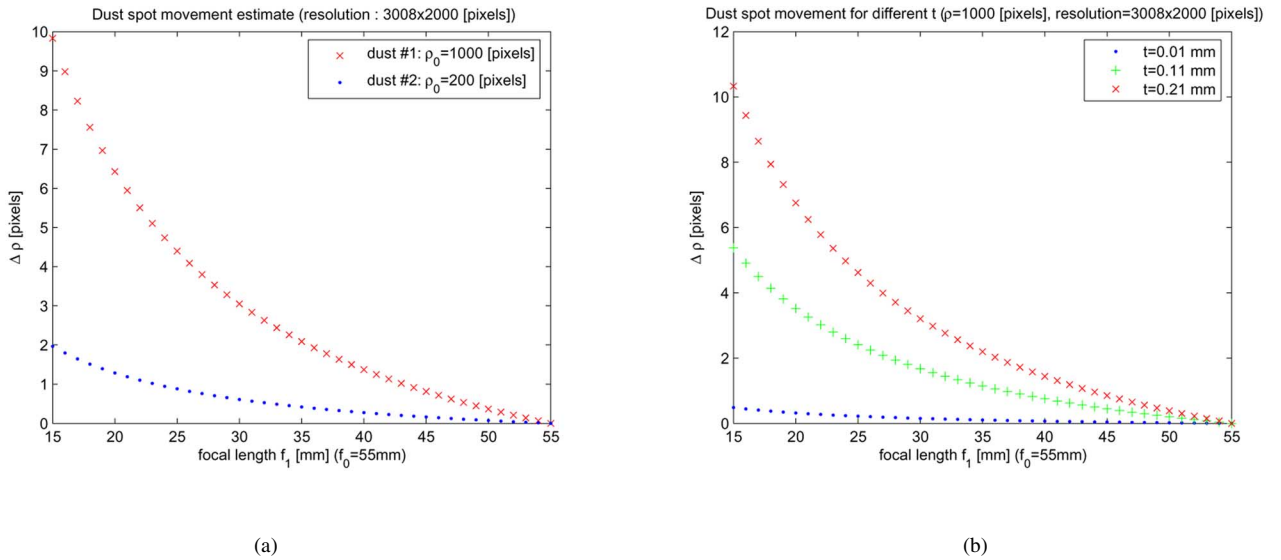 Dust spot movement estimate (resolution : 3008x2000 [pixels])
10
9
8
7
6
5
4
3
2
1
0
Δ ρ [pixels]
× dust #1: ρ₀=1000 [pixels]
• dust #2: ρ₀=200 [pixels]
15 20 25 30 35 40 45 50 55
focal length f₁ [mm] (f₀=55mm)
(a)
Dust spot movement for different t (ρ=1000 [pixels], resolution=3008x2000 [pixels])
12
10
8
6
4
2
0
Δ ρ [pixels]
• t=0.01 mm
+ t=0.11 mm
× t=0.21 mm
15 20 25 30 35 40 45 50 55
focal length f₁ [mm] (f₀=55mm)
(b)